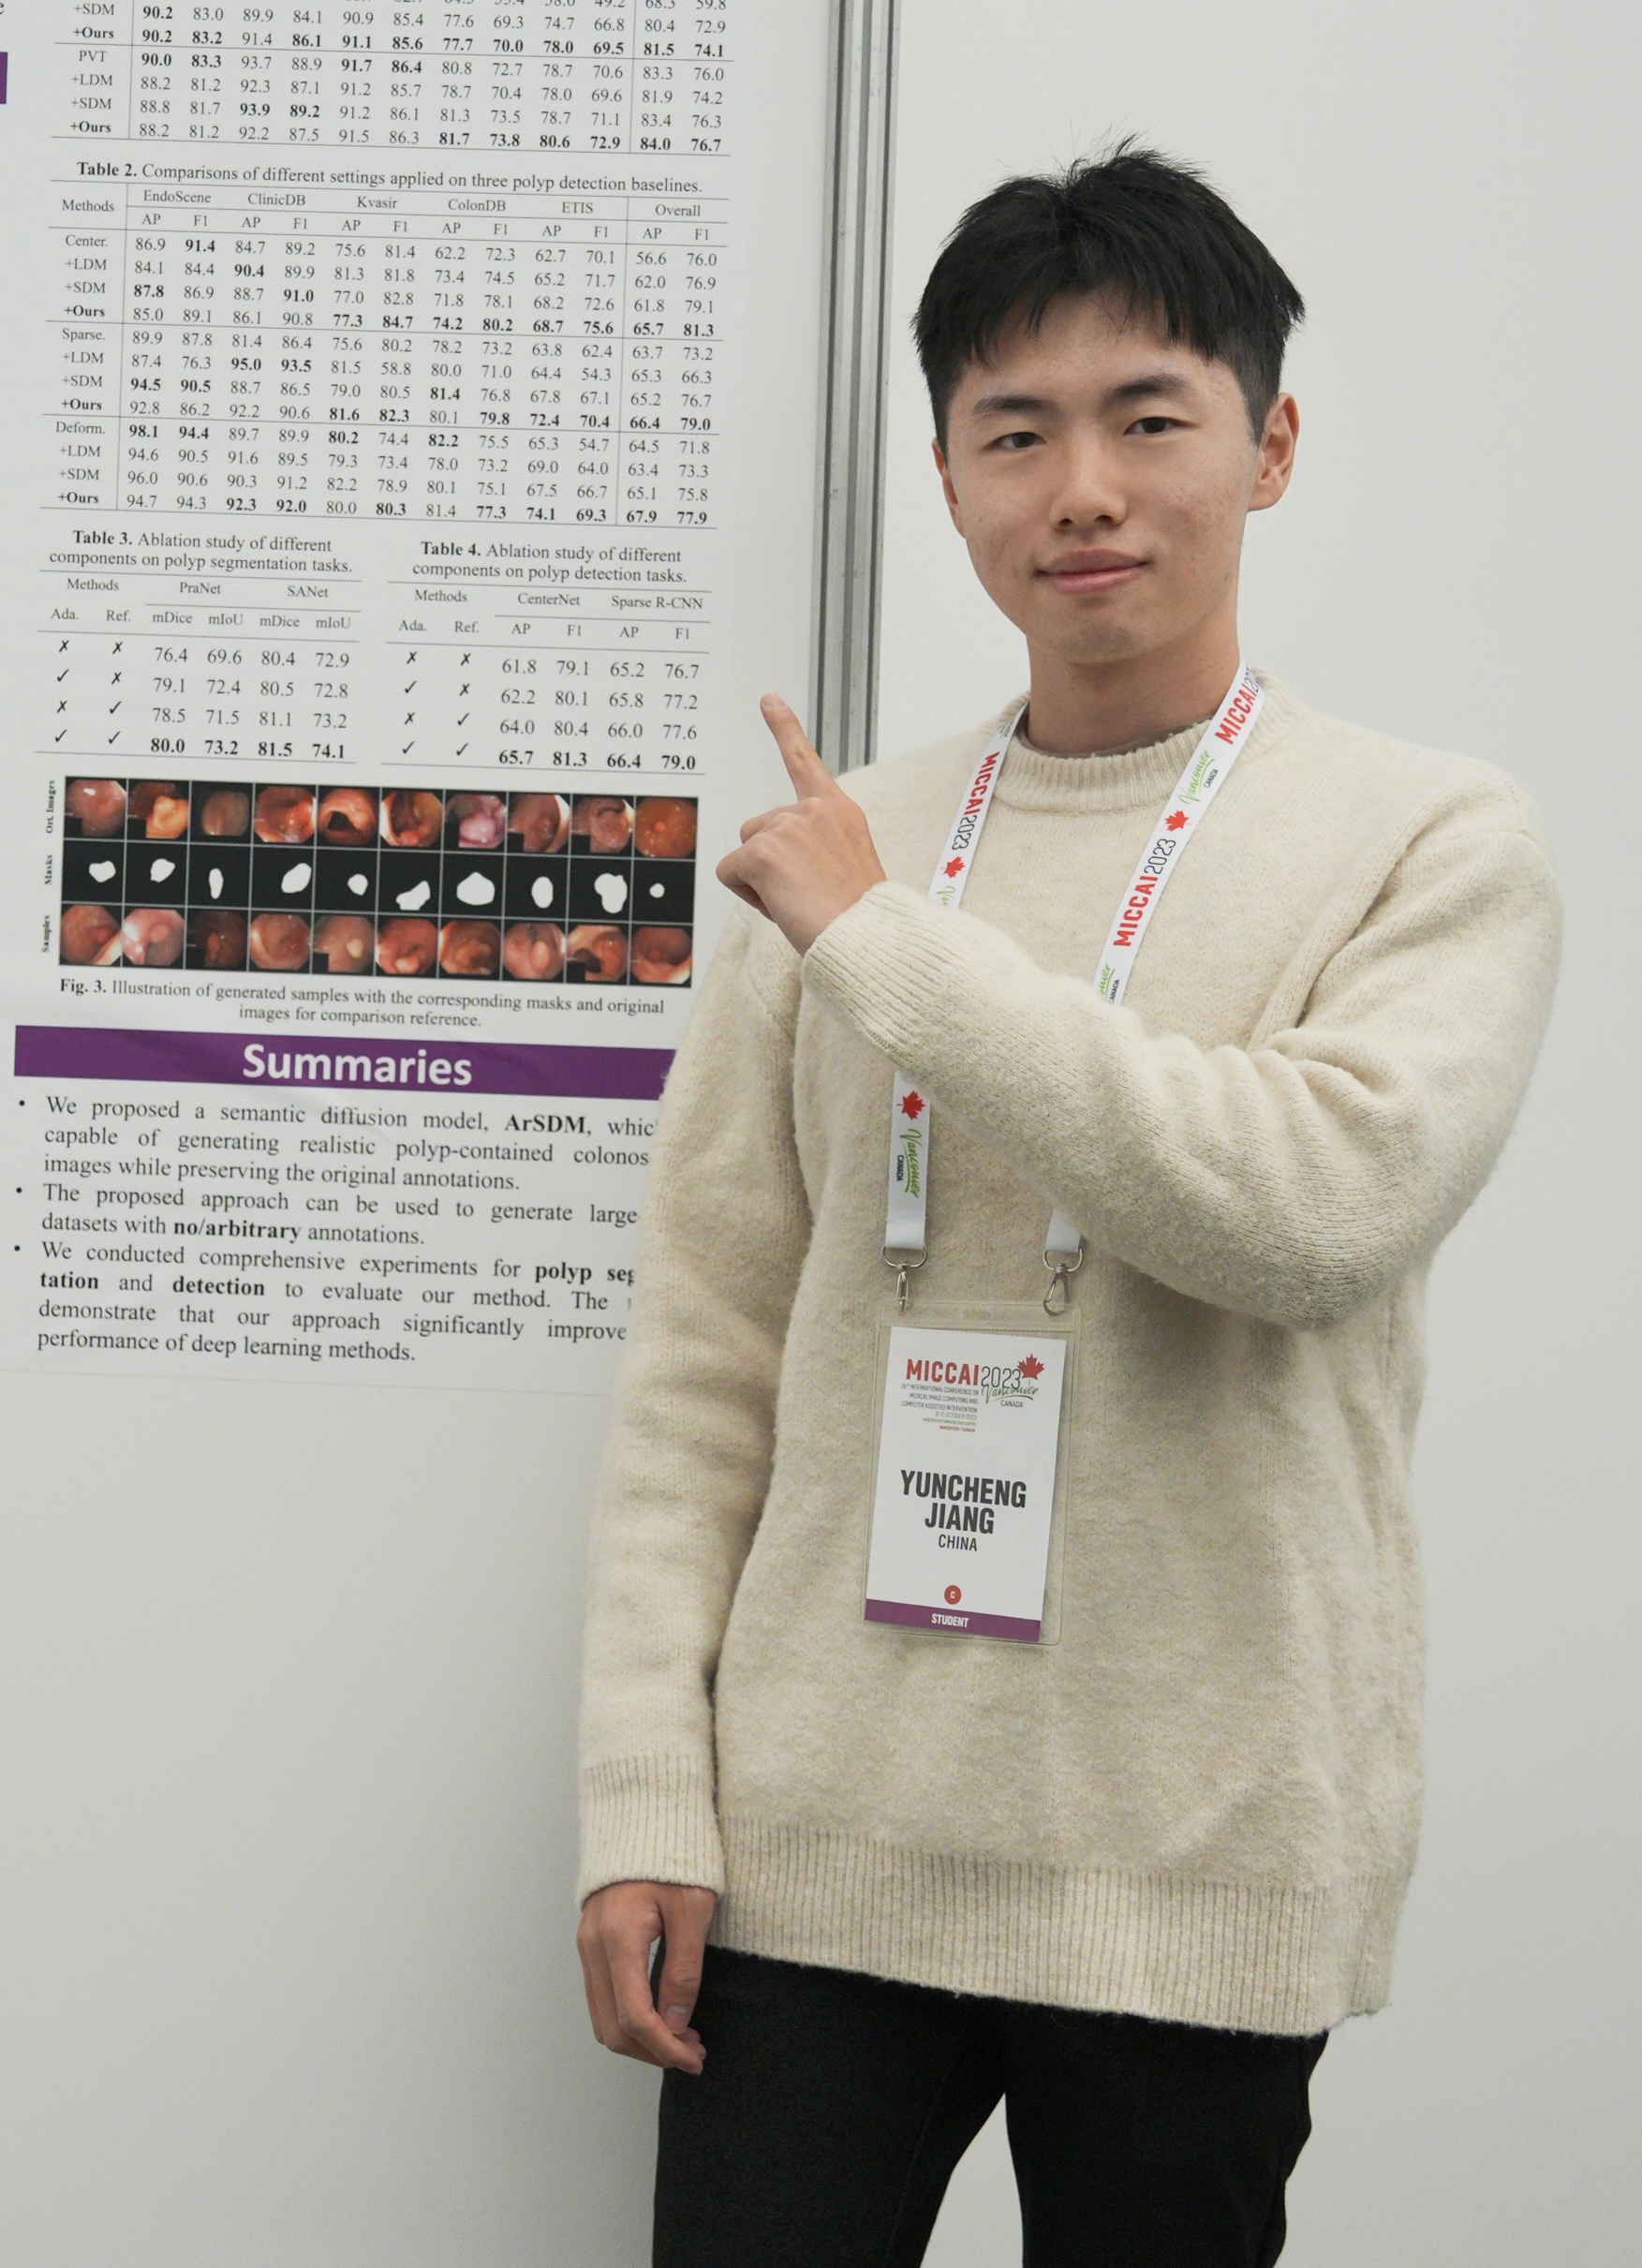 +SDM 90.2 83.0 89.9 84.1 90.9 85.4 77.6 69.3 74.7 66.8 80.4 72.9
+Ours 90.2 83.2 91.4 86.1 91.1 85.6 77.7 70.0 78.0 69.5 81.5 74.1
PVT 90.0 83.3 93.7 88.9 91.7 86.4 80.8 72.7 78.7 70.6 83.3 76.0
+LDM 88.2 81.2 92.3 87.1 91.2 85.7 78.7 70.4 78.0 69.6 81.9 74.2
+SDM 88.8 81.7 93.9 89.2 91.2 86.1 81.3 73.5 78.7 71.1 83.4 76.3
+Ours 88.2 81.2 92.2 87.5 91.5 86.3 81.7 73.8 80.6 72.9 84.0 76.7
Table 2. Comparisons of different settings applied on three polyp detection baselines.
Methods EndoScene ClinicDB Kvasir ColonDB ETIS Overall
AP F1 AP F1 AP F1 AP F1 AP F1 AP F1
Center. 86.9 91.4 84.7 89.2 75.6 81.4 62.2 72.3 62.7 70.1 56.6 76.0
+LDM 84.1 84.4 90.4 89.9 81.3 81.8 73.4 74.5 65.2 71.7 62.0 76.9
+SDM 87.8 86.9 88.7 91.0 77.0 82.8 71.8 78.1 68.2 72.6 61.8 79.1
+Ours 85.0 89.1 86.1 90.8 77.3 84.7 74.2 80.2 68.7 75.6 65.7 81.3
Sparse. 89.9 87.8 81.4 86.4 75.6 80.2 78.2 73.2 63.8 62.4 63.7 73.2
+LDM 87.4 76.3 95.0 93.5 81.5 58.8 80.0 71.0 64.4 54.3 65.3 66.3
+SDM 94.5 90.5 88.7 86.5 79.0 80.5 81.4 76.8 67.8 67.1 65.2 76.7
+Ours 92.8 86.2 92.2 90.6 81.6 82.3 80.1 79.8 72.4 70.4 66.4 79.0
Deform. 98.1 94.4 89.7 89.9 80.2 74.4 82.2 75.5 65.3 54.7 64.5 71.8
+LDM 94.6 90.5 91.6 89.5 79.3 73.4 78.0 73.2 69.0 64.0 63.4 73.3
+SDM 96.0 90.6 90.3 91.2 82.2 78.9 80.1 75.1 67.5 66.7 65.1 75.8
+Ours 94.7 94.3 92.3 92.0 80.0 80.3 81.4 77.3 74.1 69.3 67.9 77.9
Table 3. Ablation study of different
components on polyp segmentation tasks.
Methods PraNet SANet
Ada. Ref. mDice mIoU mDice mIoU
✗ ✗ 76.4 69.6 80.4 72.9
✓ ✗ 79.1 72.4 80.5 72.8
✗ ✓ 78.5 71.5 81.1 73.2
✓ ✓ 80.0 73.2 81.5 74.1
Table 4. Ablation study of different
components on polyp detection tasks.
Methods CenterNet Sparse R-CNN
Ada. Ref. AP F1 AP F1
✗ ✗ 61.8 79.1 65.2 76.7
✓ ✗ 62.2 80.1 65.8 77.2
✗ ✓ 64.0 80.4 66.0 77.6
✓ ✓ 65.7 81.3 66.4 79.0
Ori. Images
Masks
Samples
Fig. 3. Illustration of generated samples with the corresponding masks and original
images for comparison reference.
Summaries
• We proposed a semantic diffusion model, ArSDM, whic
capable of generating realistic polyp-contained colonos
images while preserving the original annotations.
• The proposed approach can be used to generate large
datasets with no/arbitrary annotations.
• We conducted comprehensive experiments for polyp seg
tation and detection to evaluate our method. The
demonstrate that our approach significantly improve
performance of deep learning methods.
MICCAI2023
Vancouver
CANADA
MICCAI2023
MICCAI2023
Vancouver
CANADA
MICCAI2023
Vancouver
CANADA
MICCAI2023
Vancouver
CANADA
26TH INTERNATIONAL CONFERENCE ON
MEDICAL IMAGE COMPUTING AND
COMPUTER ASSISTED INTERVENTION
8-12 OCTOBER 2023
YUNCHENG
JIANG
CHINA
C
STUDENT